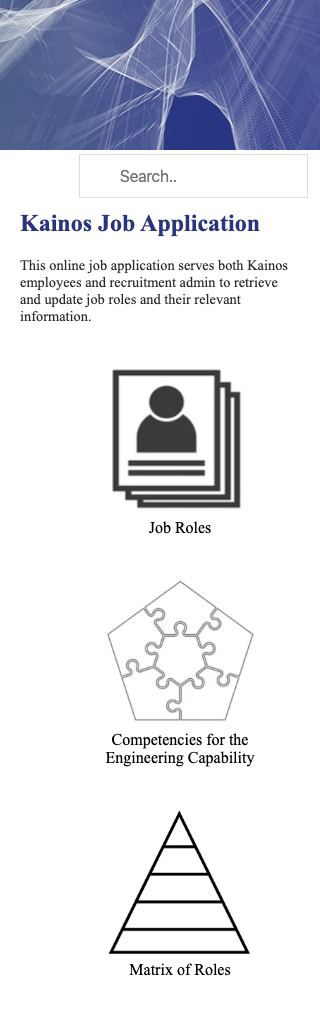 Search..
Kainos Job Application
This online job application serves both Kainos
employees and recruitment admin to retrieve
and update job roles and their relevant
information.
Job Roles
Competencies for the
Engineering Capability
Matrix of Roles